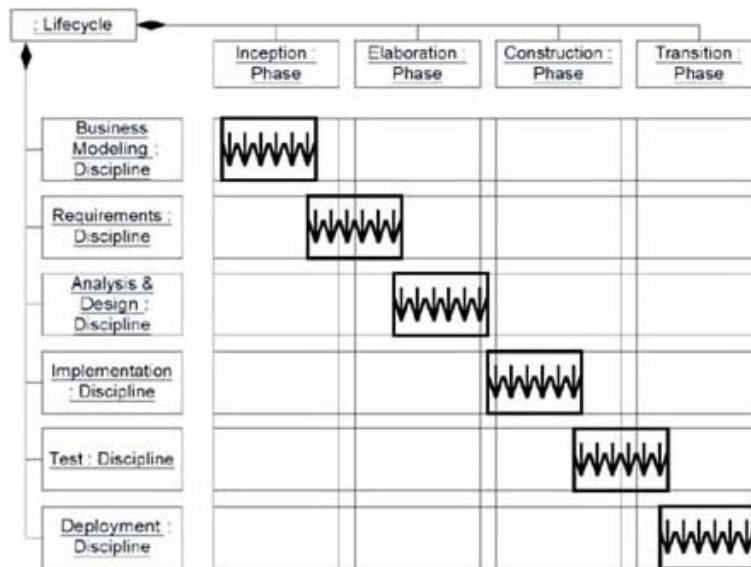 : Lifecycle
Inception :
Phase
Elaboration :
Phase
Construction :
Phase
Transition :
Phase
Business
Modeling :
Discipline
Requirements :
Discipline
Analysis &
Design :
Discipline
Implementation
: Discipline
Test : Discipline
Deployment :
Discipline